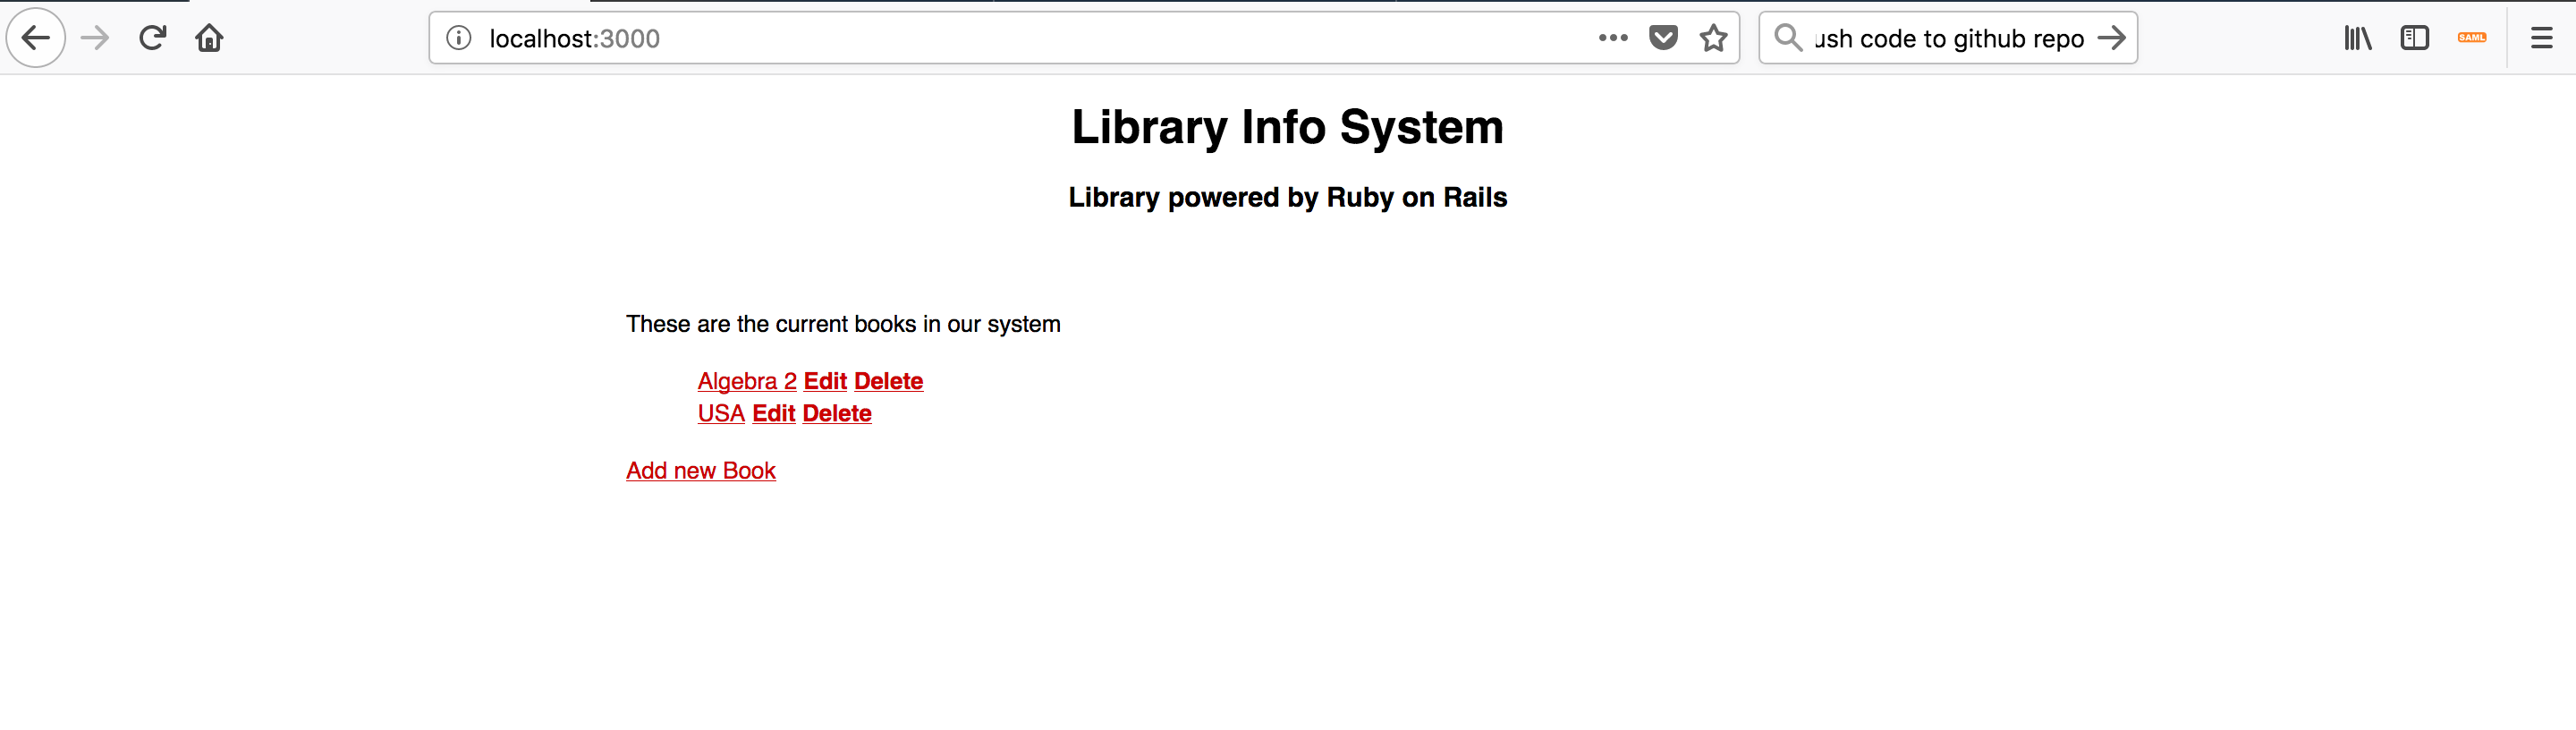 localhost:3000
ush code to github repo
SAML
Library Info System
Library powered by Ruby on Rails
These are the current books in our system
Algebra 2 Edit Delete
USA Edit Delete
Add new Book